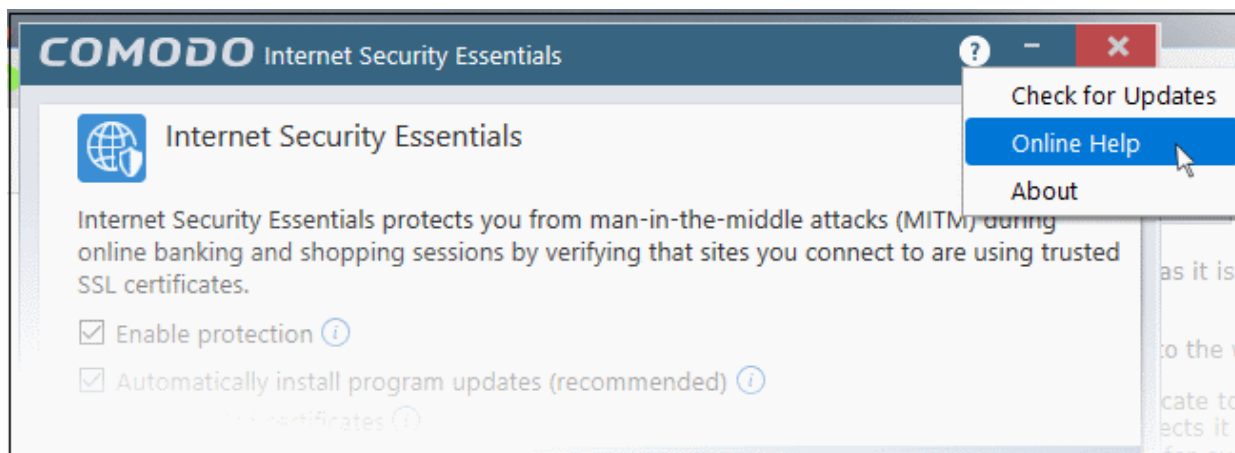 COMODO Internet Security Essentials
?
Check for Updates
Online Help
About
Internet Security Essentials
Internet Security Essentials protects you from man-in-the-middle attacks (MITM) during
online banking and shopping sessions by verifying that sites you connect to are using trusted
SSL certificates.
Enable protection i
Automatically install program updates (recommended) i
certificates i
as it is
to the
cate to
ects it